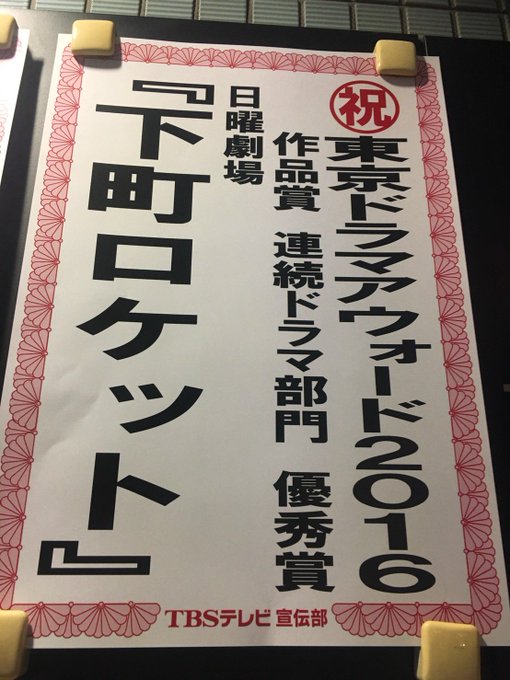 ㊗東京ドラマアウォード2016
作品賞 連続ドラマ部門 優秀賞
日曜劇場
『下町ロケット』
TBSテレビ 宣伝部